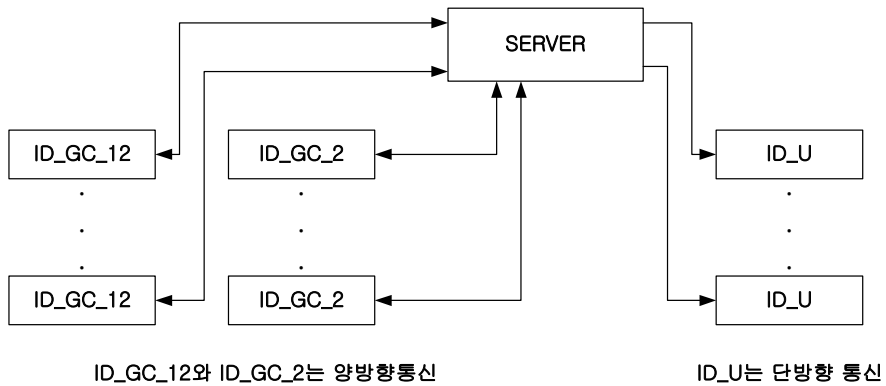 SERVER
ID_GC_12
ID_GC_2
ID_U
ID_GC_12
ID_GC_2
ID_U
ID_GC_12와 ID_GC_2는 양방향통신
ID_U는 단방향 통신